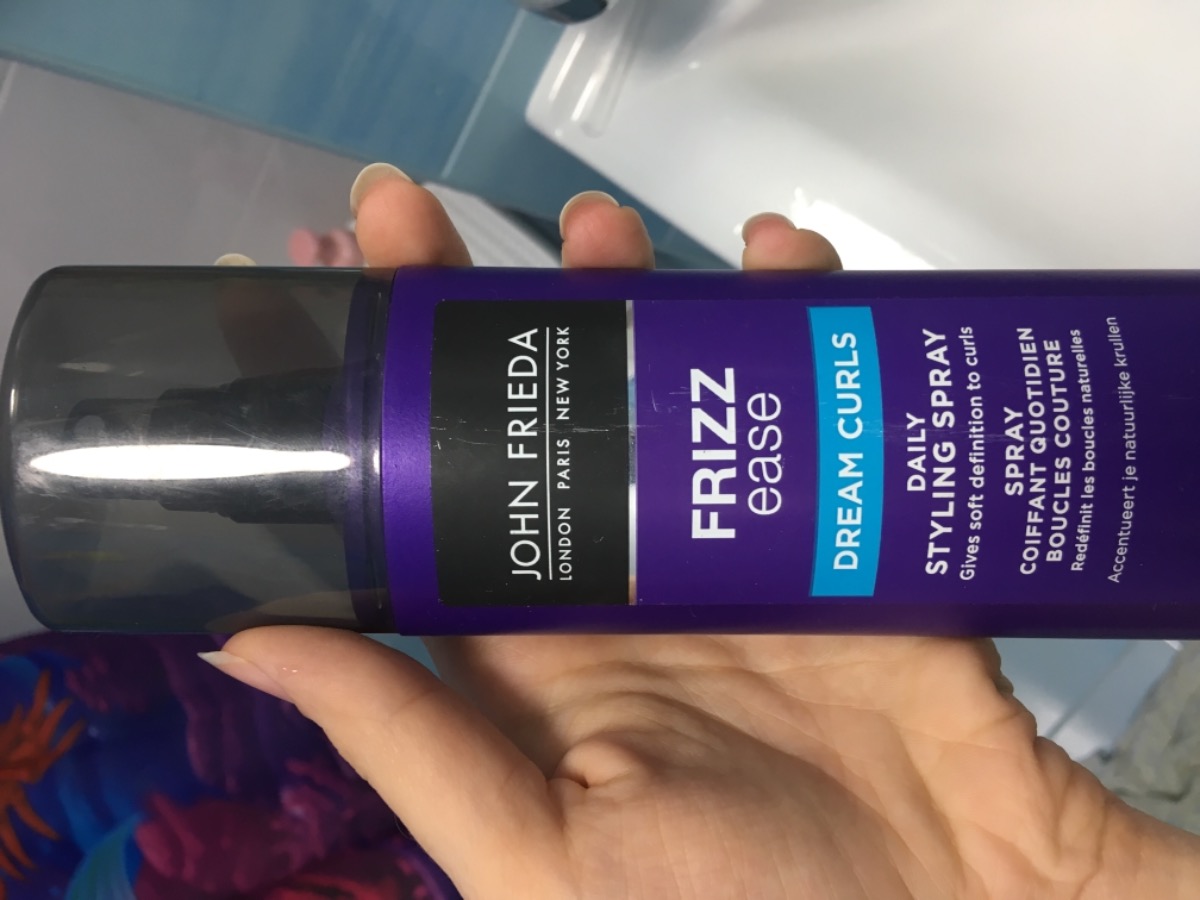 JOHN FRIEDA
LONDON PARIS NEW YORK
FRIZZ
ease
DREAM CURLS
DAILY
STYLING SPRAY
Gives soft definition to curls
SPRAY
COIFFANT QUOTIDIEN
BOUCLES COUTURE
Redéfinit les boucles naturelles
Accentueert je natuurlijke krullen